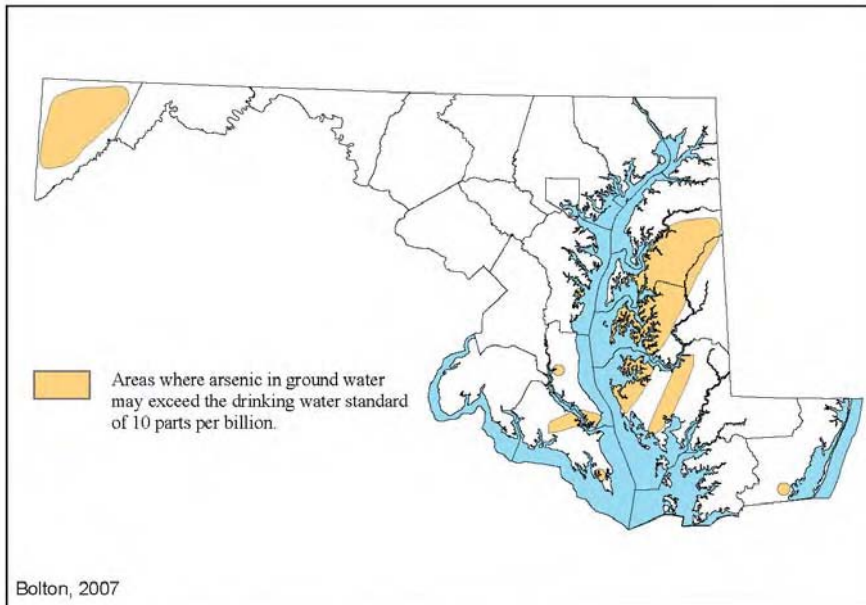 Areas where arsenic in ground water
may exceed the drinking water standard
of 10 parts per billion.
Bolton, 2007